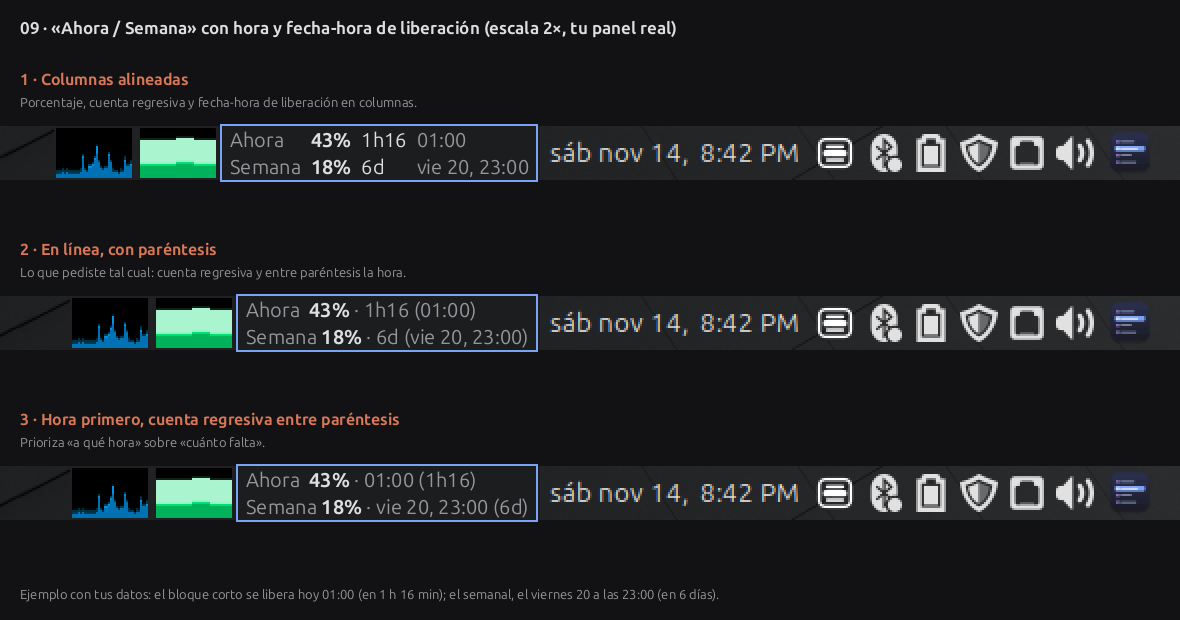 09 · «Ahora / Semana» con hora y fecha-hora de liberación (escala 2×, tu panel real)
1 · Columnas alineadas
Porcentaje, cuenta regresiva y fecha-hora de liberación en columnas.
Ahora 43% 1h16 01:00
Semana 18% 6d vie 20, 23:00
sáb nov 14, 8:42 PM
2 · En línea, con paréntesis
Lo que pediste tal cual: cuenta regresiva y entre paréntesis la hora.
Ahora 43% · 1h16 (01:00)
Semana 18% · 6d (vie 20, 23:00)
sáb nov 14, 8:42 PM
3 · Hora primero, cuenta regresiva entre paréntesis
Prioriza «a qué hora» sobre «cuánto falta».
Ahora 43% · 01:00 (1h16)
Semana 18% · vie 20, 23:00 (6d)
sáb nov 14, 8:42 PM
Ejemplo con tus datos: el bloque corto se libera hoy 01:00 (en 1 h 16 min); el semanal, el viernes 20 a las 23:00 (en 6 días).